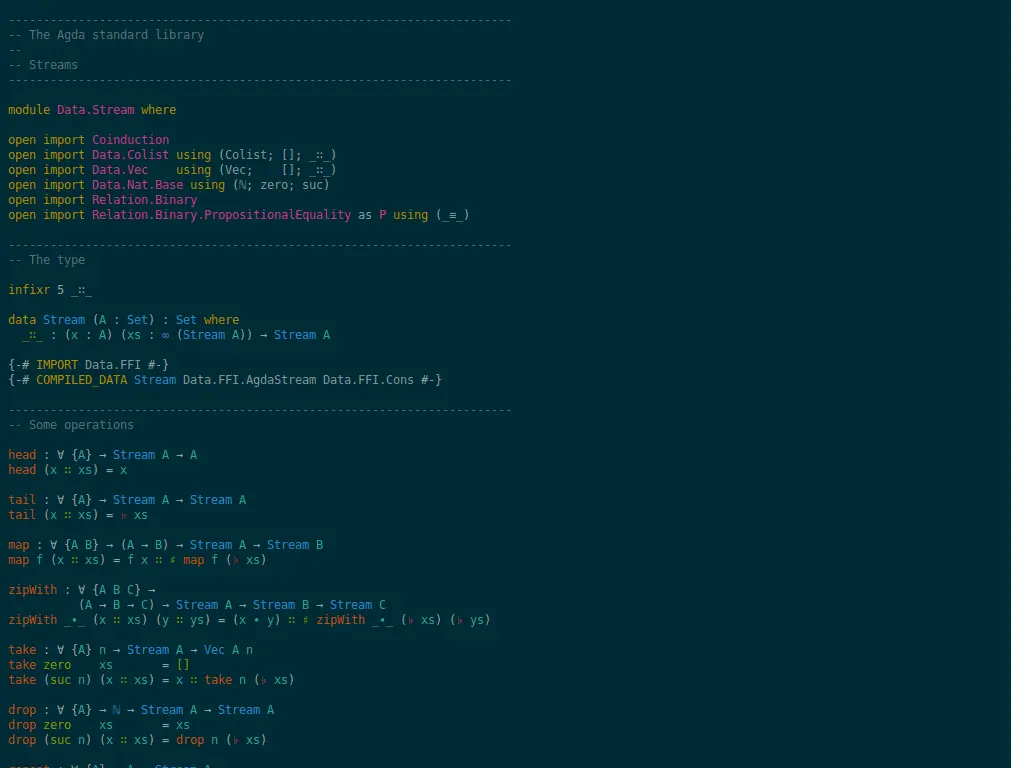 ------------------------------------------------------------------------
-- The Agda standard library
--
-- Streams
------------------------------------------------------------------------
module Data.Stream where
open import Coinduction
open import Data.Colist using (Colist; []; _∷_)
open import Data.Vec    using (Vec;    []; _∷_)
open import Data.Nat.Base using (ℕ; zero; suc)
open import Relation.Binary
open import Relation.Binary.PropositionalEquality as P using (_≡_)
------------------------------------------------------------------------
-- The type
infixr 5 _∷_
data Stream (A : Set) : Set where
  _∷_ : (x : A) (xs : ∞ (Stream A)) → Stream A
{-# IMPORT Data.FFI #-}
{-# COMPILED_DATA Stream Data.FFI.AgdaStream Data.FFI.Cons #-}
------------------------------------------------------------------------
-- Some operations
head : ∀ {A} → Stream A → A
head (x ∷ xs) = x
tail : ∀ {A} → Stream A → Stream A
tail (x ∷ xs) = ♭ xs
map : ∀ {A B} → (A → B) → Stream A → Stream B
map f (x ∷ xs) = f x ∷ ♯ map f (♭ xs)
zipWith : ∀ {A B C} →
          (A → B → C) → Stream A → Stream B → Stream C
zipWith _∙_ (x ∷ xs) (y ∷ ys) = (x ∙ y) ∷ ♯ zipWith _∙_ (♭ xs) (♭ ys)
take : ∀ {A} n → Stream A → Vec A n
take zero    xs       = []
take (suc n) (x ∷ xs) = x ∷ take n (♭ xs)
drop : ∀ {A} → ℕ → Stream A → Stream A
drop zero    xs       = xs
drop (suc n) (x ∷ xs) = drop n (♭ xs)
repeat : ∀ {A} → A → Stream A